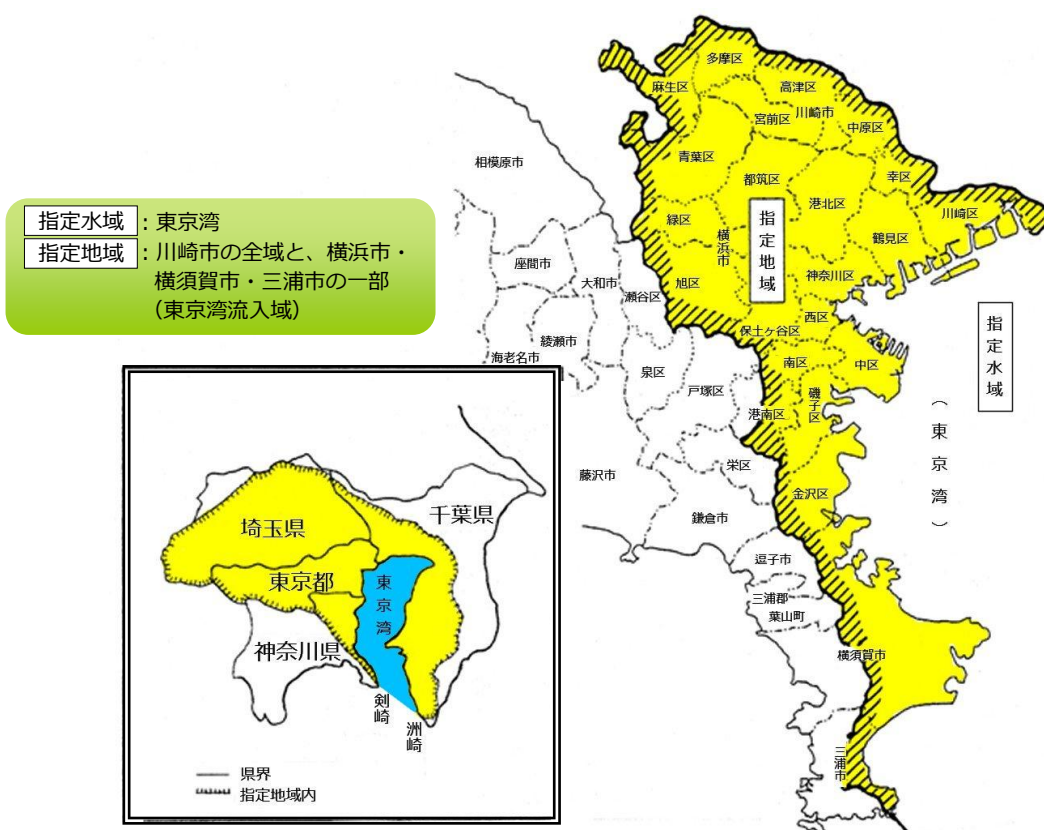 指定水域：東京湾
指定地域：川崎市の全域と、横浜市・
横須賀市・三浦市の一部
(東京湾流入域)
多摩区
麻生区
高津区
宮前区
川崎市
中原区
相模原市
青葉区
都筑区
幸区
港北区
川崎区
緑区
横浜市
指定地域
鶴見区
座間市
大和市
旭区
神奈川区
瀬谷区
西区
保土ヶ谷区
指定水域
綾瀬市
海老名市
泉区
南区
中区
戸塚区
磯子区
港南区
（東京湾）
藤沢市
栄区
金沢区
鎌倉市
逗子市
三浦郡
葉山町
横須賀市
三浦市
千葉県
埼玉県
東京都
東京湾
神奈川県
剣崎
洲崎
県界
指定地域内